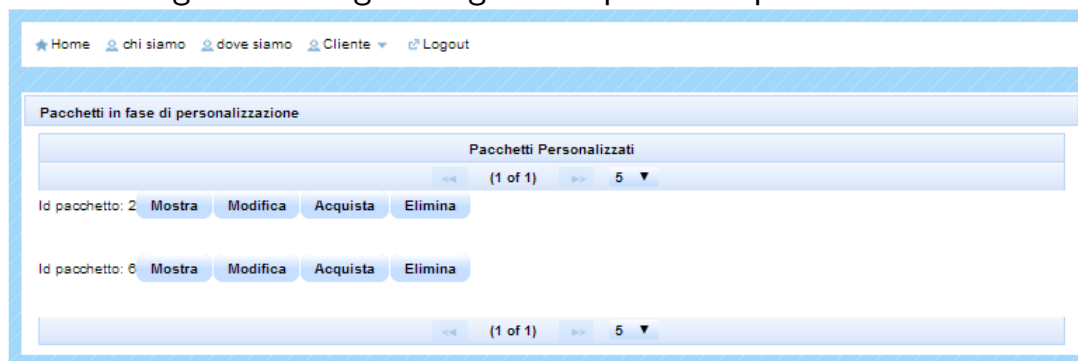 Home chi siamo dove siamo Cliente Logout
Pacchetti in fase di personalizzazione
Pacchetti Personalizzati
(1 of 1) 5
Id pacchetto: 2 Mostra Modifica Acquista Elimina
Id pacchetto: 6 Mostra Modifica Acquista Elimina
(1 of 1) 5